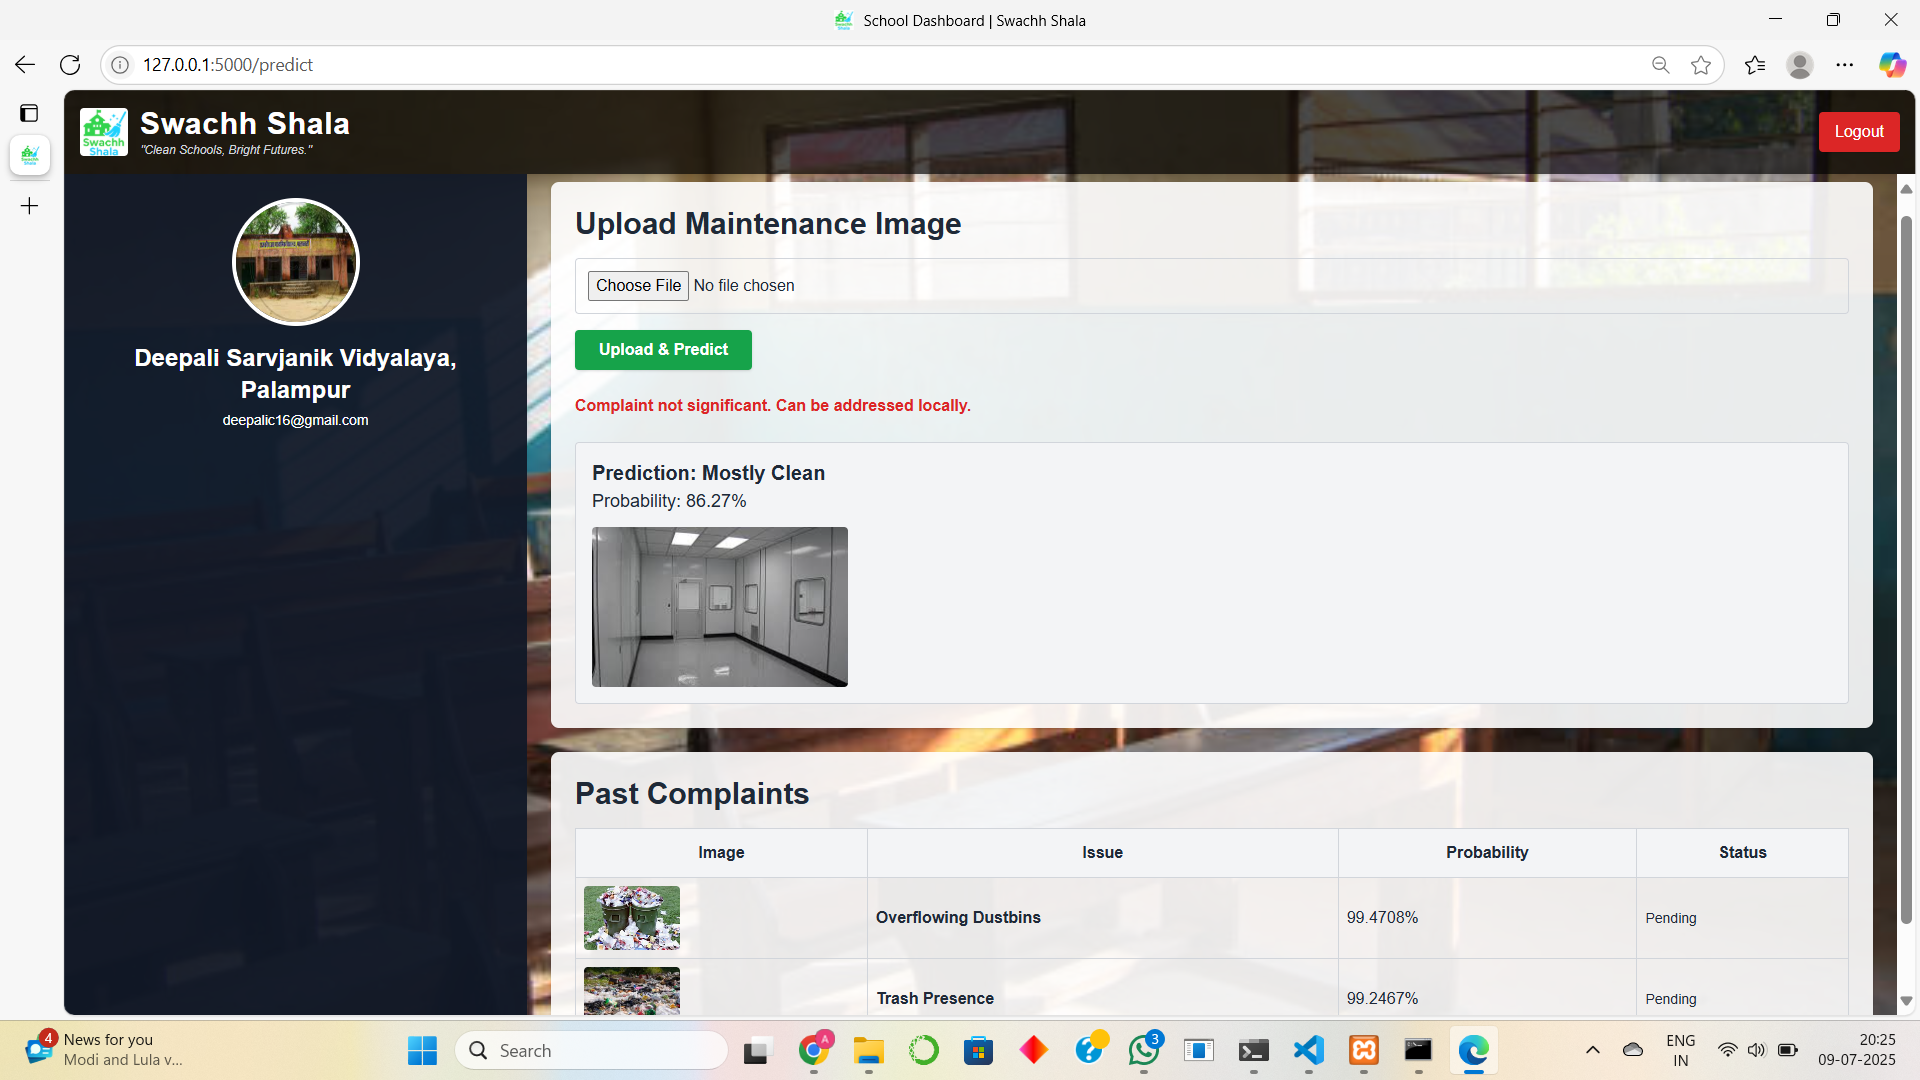 School Dashboard | Swachh Shala
127.0.0.1:5000/predict
Swachh Shala
Swachh Shala
"Clean Schools, Bright Futures."
Logout
Deepali Sarvjanik Vidyalaya,
Palampur
deepalic16@gmail.com
Upload Maintenance Image
Choose File No file chosen
Upload & Predict
Complaint not significant. Can be addressed locally.
Prediction: Mostly Clean
Probability: 86.27%
Past Complaints
Image Issue Probability Status
Overflowing Dustbins 99.4708% Pending
Trash Presence 99.2467% Pending
4
News for you
Modi and Lula v...
Search
A
3
ENG
IN
20:25
09-07-2025